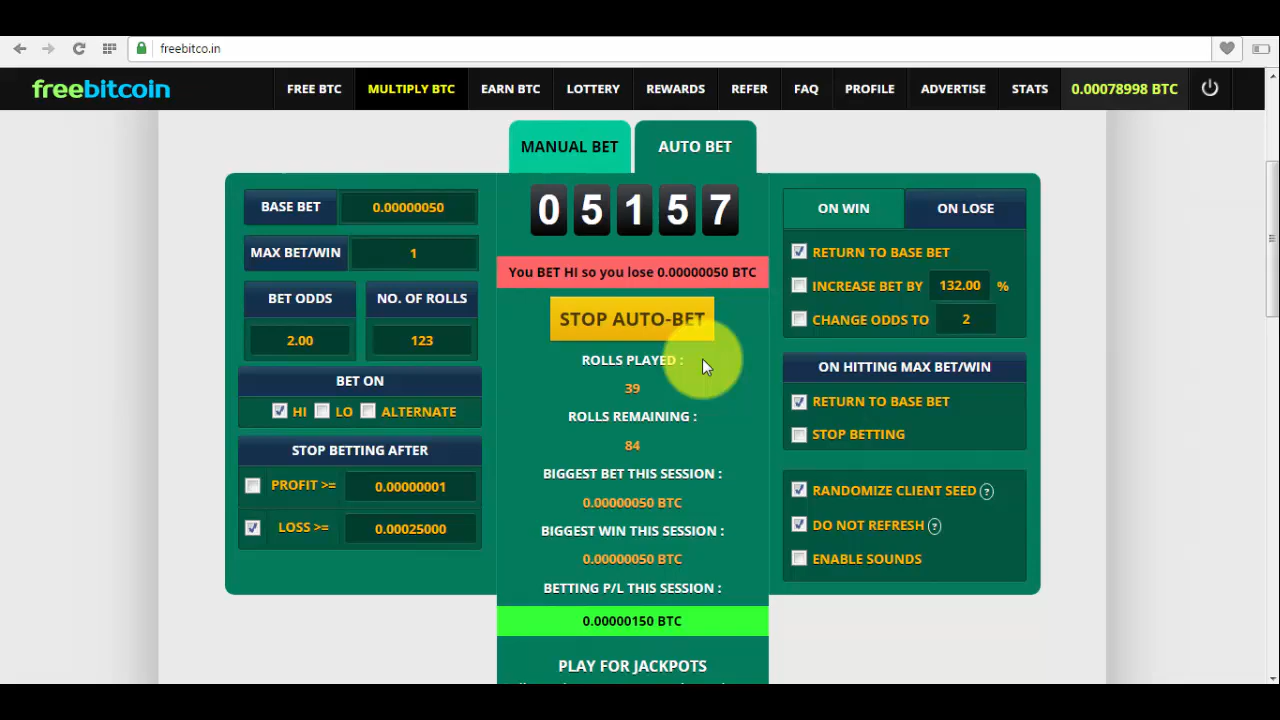 freebitco.in
freebitcoin FREE BTC MULTIPLY BTC EARN BTC LOTTERY REWARDS REFER FAQ PROFILE ADVERTISE STATS 0.00078998 BTC
MANUAL BET AUTO BET
BASE BET 0.00000050
MAX BET/WIN 1
BET ODDS NO. OF ROLLS
2.00 123
BET ON
HI LO ALTERNATE
STOP BETTING AFTER
PROFIT >= 0.00000001
LOSS >= 0.00025000
0 5 1 5 7
You BET HI so you lose 0.00000050 BTC
STOP AUTO-BET
ROLLS PLAYED :
39
ROLLS REMAINING :
84
BIGGEST BET THIS SESSION :
0.00000050 BTC
BIGGEST WIN THIS SESSION :
0.00000050 BTC
BETTING P/L THIS SESSION :
0.00000150 BTC
PLAY FOR JACKPOTS
ON WIN ON LOSE
RETURN TO BASE BET
INCREASE BET BY 132.00 %
CHANGE ODDS TO 2
ON HITTING MAX BET/WIN
RETURN TO BASE BET
STOP BETTING
RANDOMIZE CLIENT SEED ?
DO NOT REFRESH ?
ENABLE SOUNDS